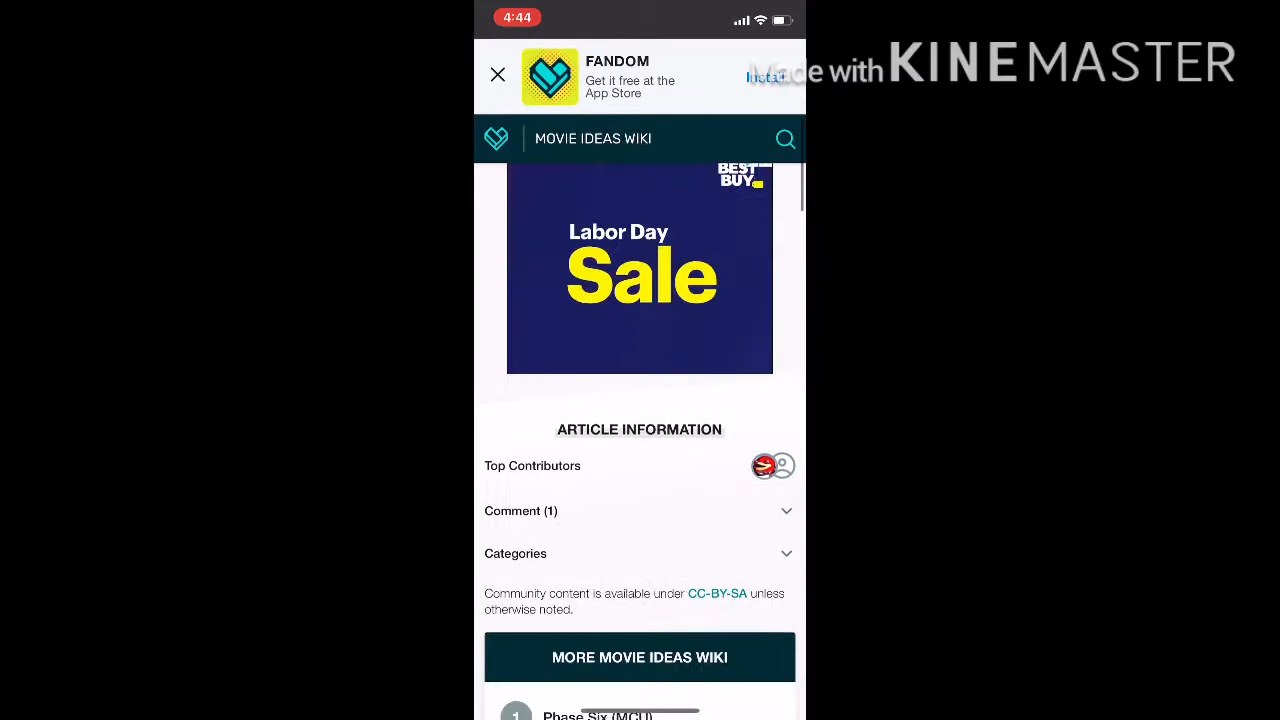 4:44
FANDOM
Get it free at the
App Store
Install
Made with KINEMASTER
MOVIE IDEAS WIKI
BEST
BUY
Labor Day
Sale
ARTICLE INFORMATION
Top Contributors
Comment (1)
Categories
Community content is available under CC-BY-SA unless
otherwise noted.
MORE MOVIE IDEAS WIKI
1 Phase Six (MCU)